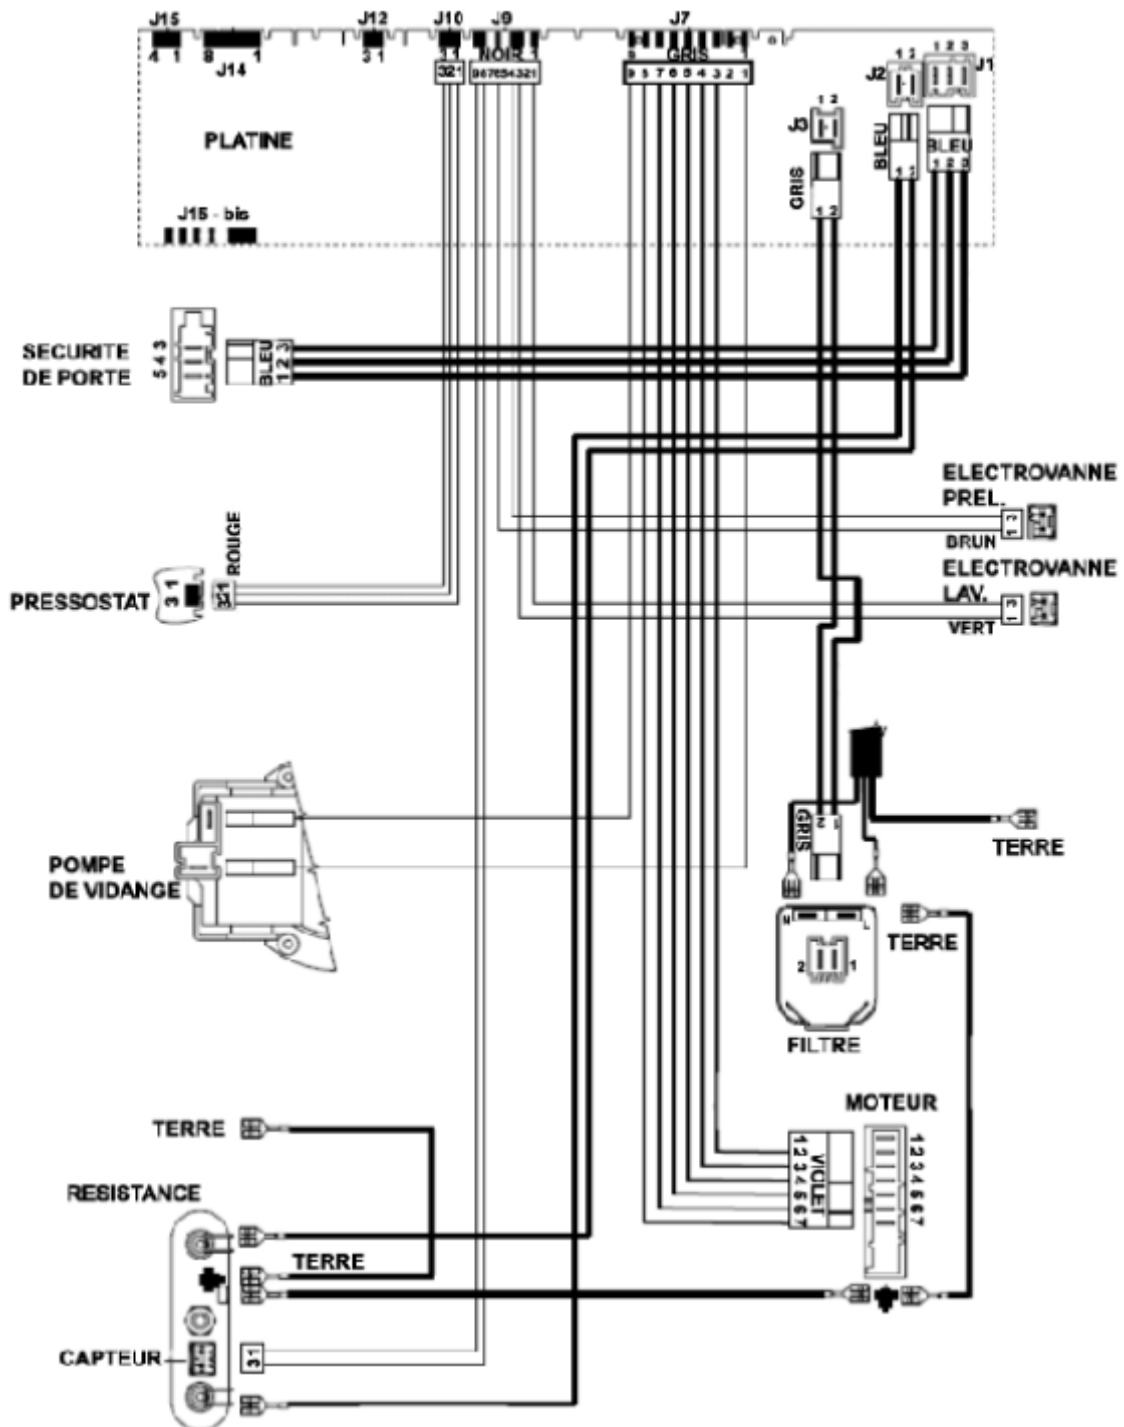 J15 J12 J10 J9 J7
4 1 8 1 3 1 3 1 NOIR 1 GRIS
J14 321 987654321 9 8 7 6 5 4 3 2 1
1 2 1 2 3
J2 J1
1 2
J3
PLATINE
BLEU BLEU
1 2 1 2 3
GRIS
1 2
J15 - bis
SECURITE
DE PORTE
5 4 3
BLEU
1 2 3
ELECTROVANNE
PREL.
1
BRUN
ROUGE
PRESSOSTAT
3 1
ELECTROVANNE
LAV.
1 3
VERT
GRIS
2 1
TERRE
POMPE
DE VIDANGE
N L
TERRE
2 1
FILTRE
MOTEUR
TERRE
1 2 3 4 5 6 7
VIOLET
1 2 3 4 5 6 7
RESISTANCE
TERRE
CAPTEUR
3 1